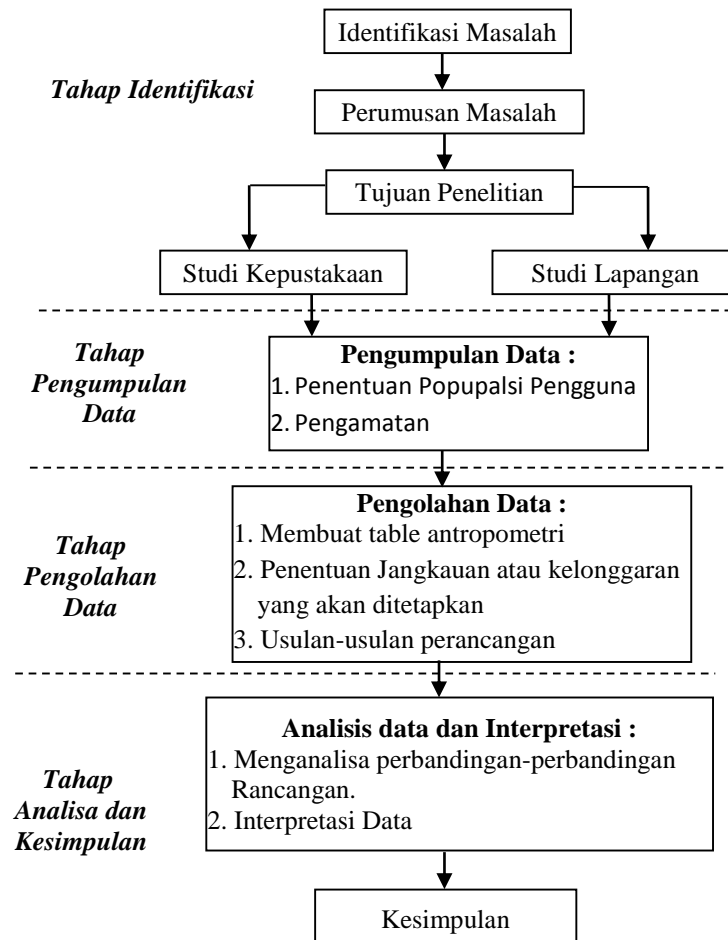 Identifikasi Masalah
Tahap Identifikasi
Perumusan Masalah
Tujuan Penelitian
Studi Kepustakaan
Studi Lapangan
Tahap
Pengumpulan
Data
Pengumpulan Data :
1. Penentuan Popupalsi Pengguna
2. Pengamatan
Tahap
Pengolahan
Data
Pengolahan Data :
1. Membuat table antropometri
2. Penentuan Jangkauan atau kelonggaran
yang akan ditetapkan
3. Usulan-usulan perancangan
Tahap
Analisa dan
Kesimpulan
Analisis data dan Interpretasi :
1. Menganalisa perbandingan-perbandingan
Rancangan.
2. Interpretasi Data
Kesimpulan